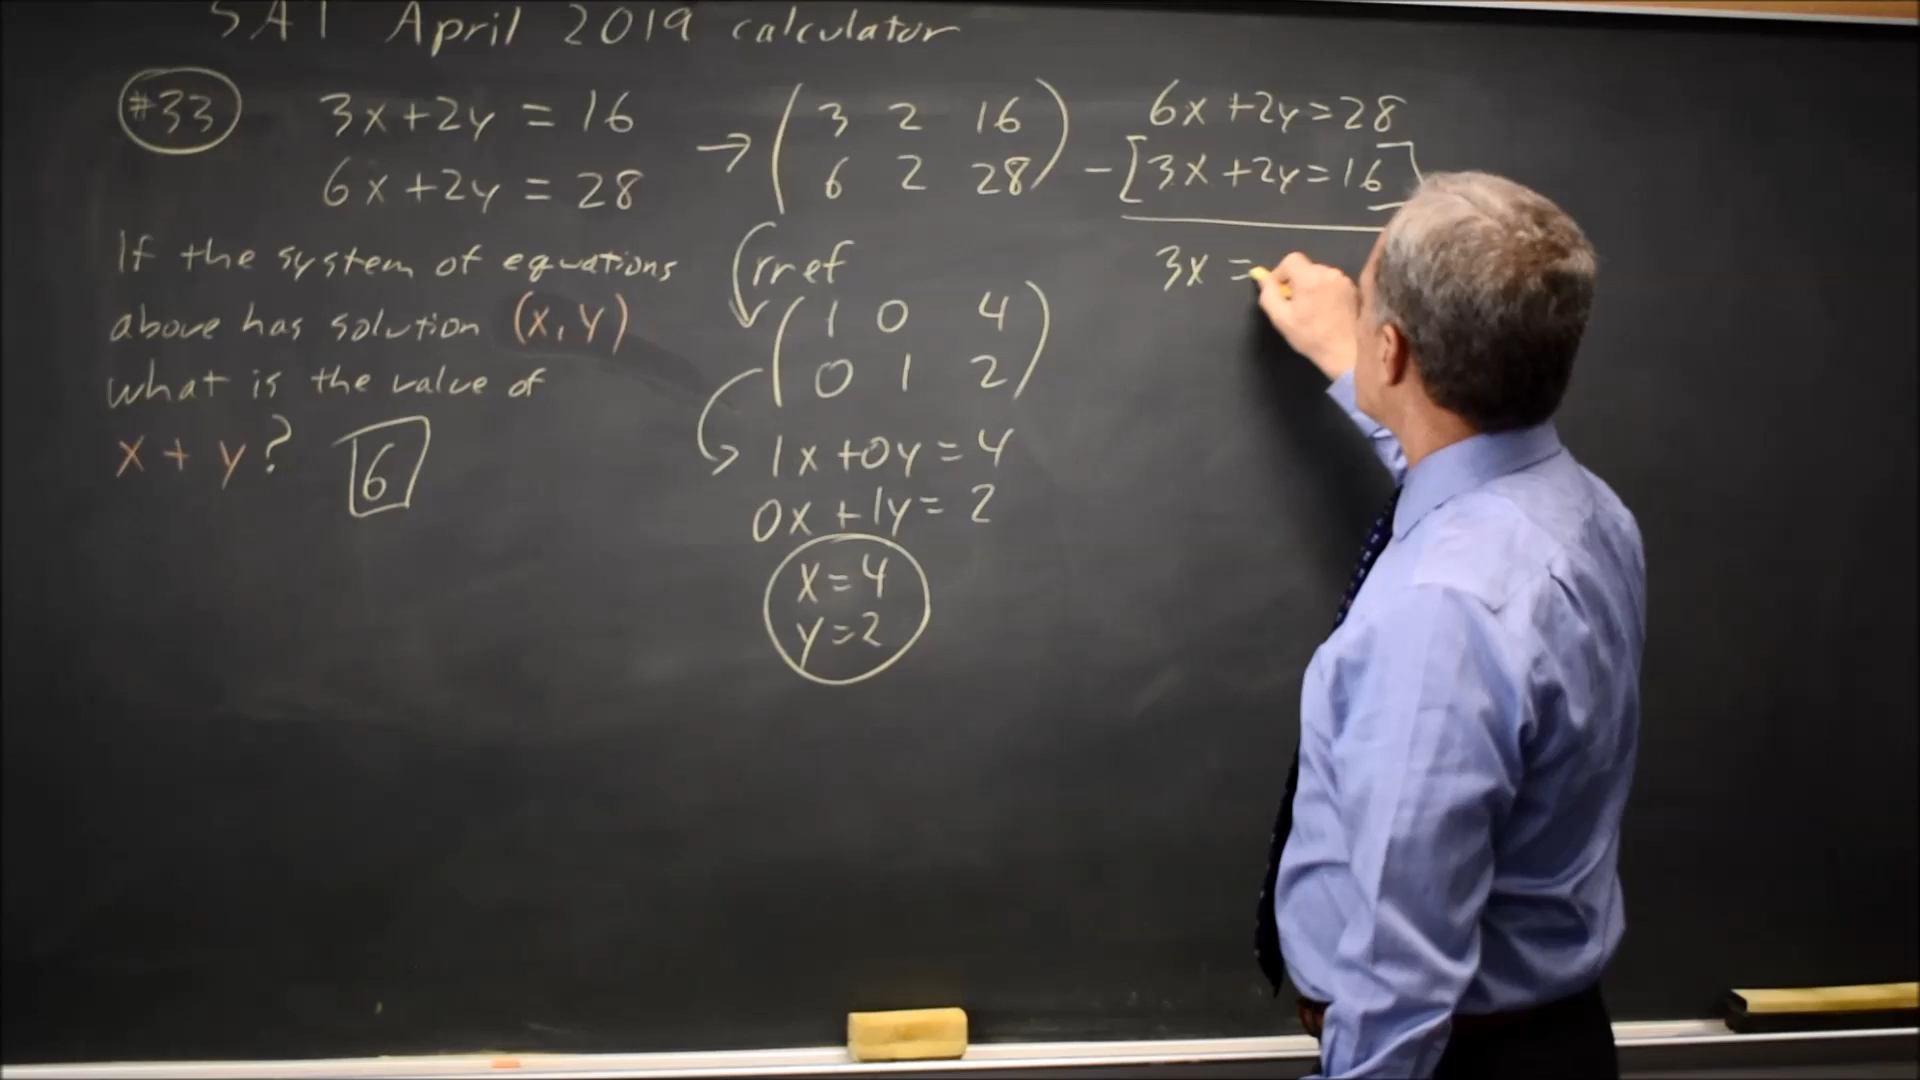 SAT April 2019 calculator
#33
3x+2y = 16
6x+2y = 28
If the system of equations
above has solution (x,y)
what is the value of
x + y? 6
→ ( 3 2 16
6 2 28 )
rref
( 1 0 4
0 1 2 )
1x+0y=4
0x+1y=2
x=4
y=2
6x+2y=28
-[3x+2y=16]
3x =